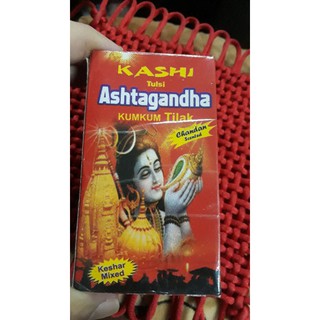 KASHI
Tulsi
Ashtagandha
KUMKUM Tilak
Chandan
Scented
Keshar
Mixed